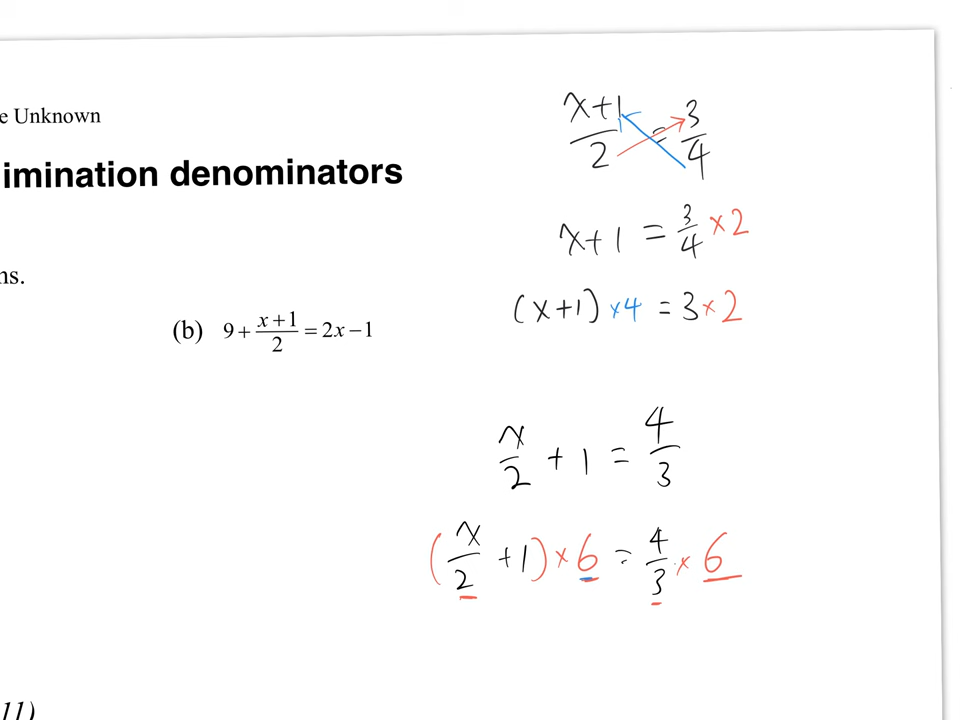 e Unknown
imination denominators
ns.
(b) 9 + (x+1)/2 = 2x − 1
(x+1)/2 = 3/4
x+1 = 3/4 × 2
(x+1) × 4 = 3 × 2
x/2 + 1 = 4/3
(x/2 + 1) × 6 = 4/3 × 6
11)